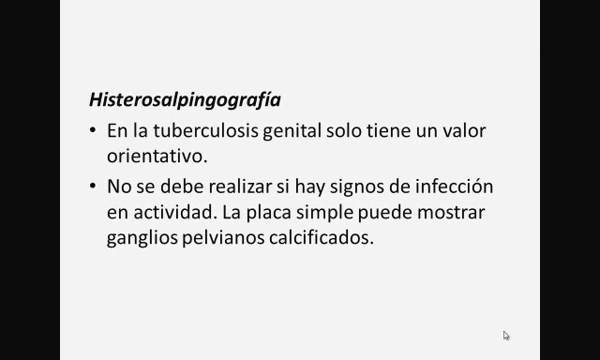 Histerosalpingografía
• En la tuberculosis genital solo tiene un valor
orientativo.
• No se debe realizar si hay signos de infección
en actividad. La placa simple puede mostrar
ganglios pelvianos calcificados.